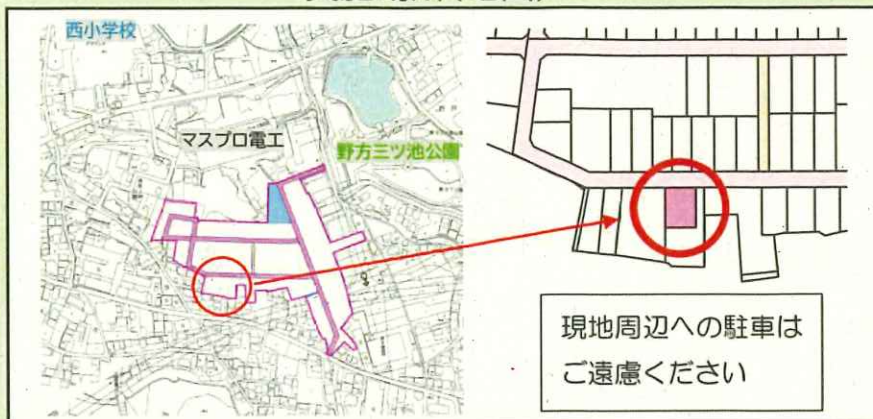 西小学校
マスプロ電工
野方三ツ池公園
現地周辺への駐車は
ご遠慮ください